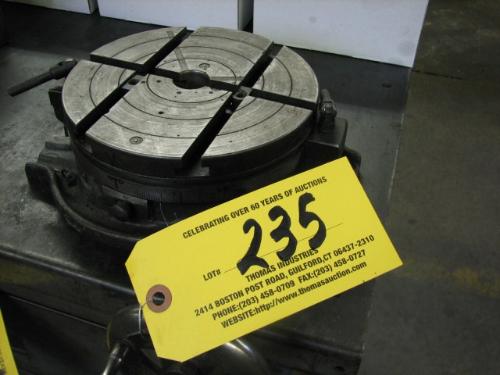 CELEBRATING OVER 60 YEARS OF AUCTIONS
LOT# 235
THOMAS INDUSTRIES
2414 BOSTON POST ROAD, GUILFORD,CT 06437-2310
PHONE:(203) 458-0709 FAX:(203) 458-0727
WEBSITE:http://www.thomasauction.com